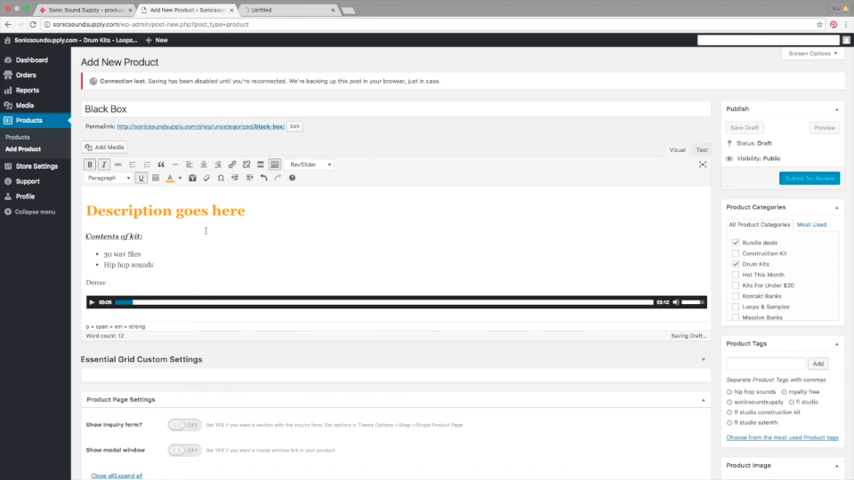 Sonic Sound Supply - produc
Add New Product ‹ Sonicsou
Untitled
You
sonicsoundsupply.com/wp-admin/post-new.php?post_type=product
Sonicsoundsupply.com - Drum Kits - Loops...
+ New
Screen Options
Dashboard
Orders
Reports
Media
Products
Products
Add Product
Store Settings
Support
Profile
Collapse menu
Add New Product
Connection lost. Saving has been disabled until you're reconnected. We're backing up this post in your browser, just in case.
Black Box
Permalink: http://sonicsoundsupply.com/shop/uncategorized/black-box/ Edit
Add Media
Visual Text
B I RevSlider
Paragraph U A
Description goes here
Contents of kit:
• 30 wav files
• Hip hop sounds
Demo:
00:00 03:12
p » span » em » strong
Word count: 12 Saving Draft...
Essential Grid Custom Settings
Product Page Settings
Show inquiry form? OFF Set YES if you want a section with the inquiry form. Set options in Theme Options->Shop->Single Product Page
Show modal window OFF Set YES if you want a modal window link in your product
Close all Expand all
Publish
Save Draft Preview
Status: Draft
Visibility: Public
Submit for Review
Product Categories
All Product Categories Most Used
Bundle deals
Construction Kit
Drum Kits
Hot This Month
Kits For Under $20
Kontakt Banks
Loops & Samples
Massive Banks
Product Tags
Add
Separate Product Tags with commas
hip hop sounds royalty free
sonicsoundsupply fl studio
fl studio construction kit
fl studio sylenth
Choose from the most used Product tags
Product Image